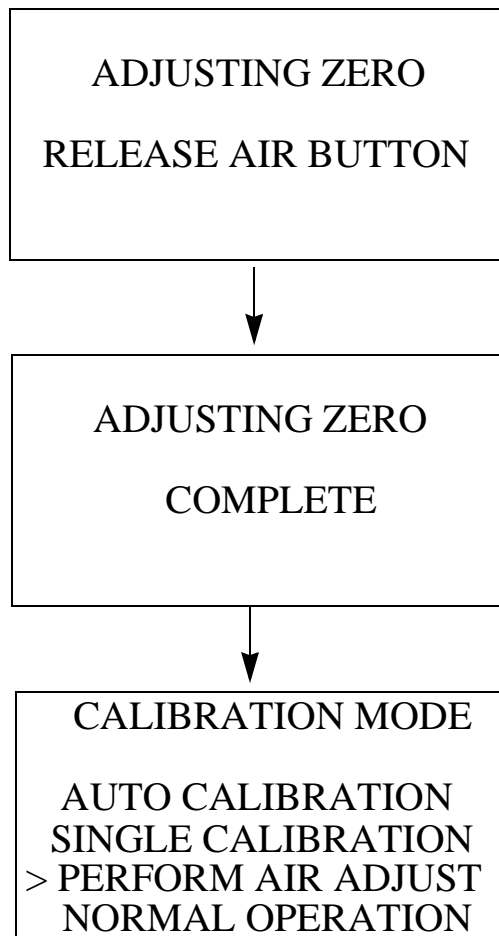 ADJUSTING ZERO
RELEASE AIR BUTTON
ADJUSTING ZERO
COMPLETE
CALIBRATION MODE
AUTO CALIBRATION
SINGLE CALIBRATION
> PERFORM AIR ADJUST
NORMAL OPERATION